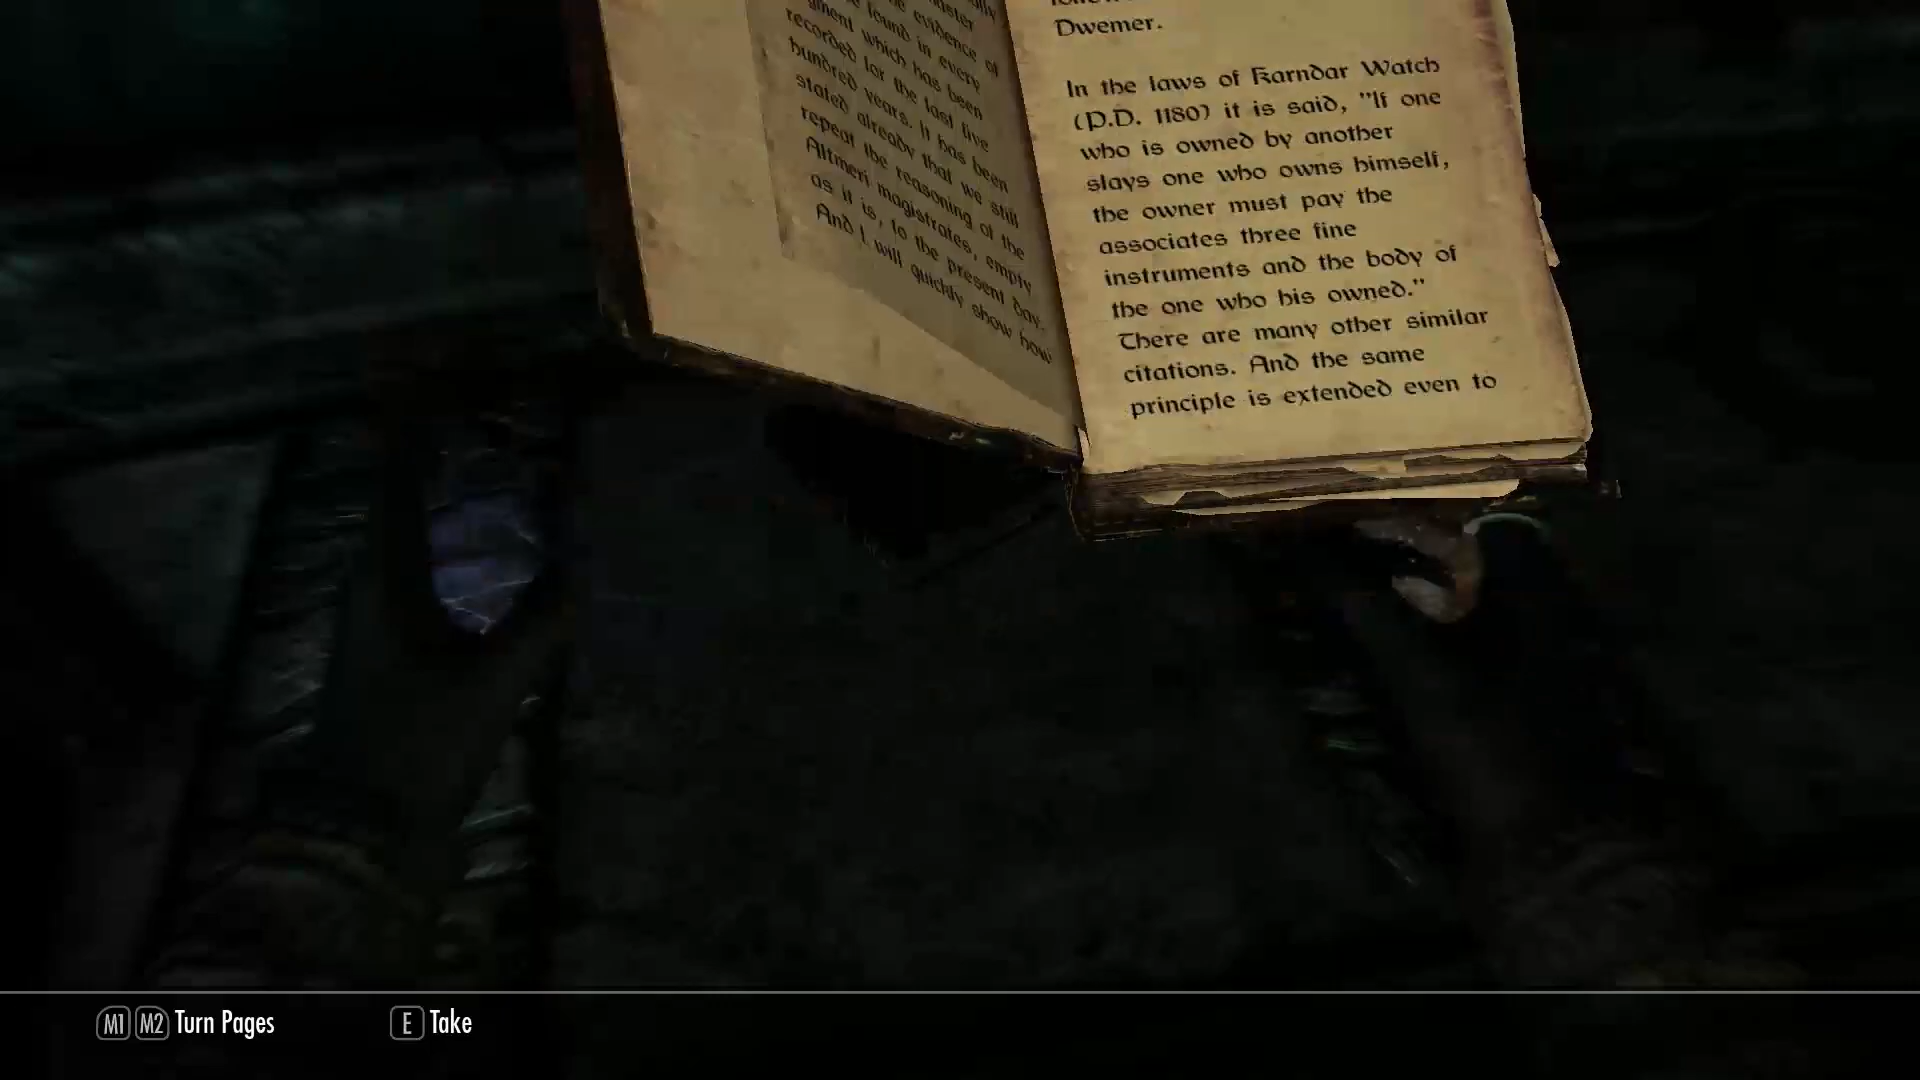 evidence of
found in every
which has been
recorded for the last five
hundred years. It has been
stated already that we still
repeat the reasoning of the
Altmeri magistrates, empty
as it is, to the present day.
And I will quickly show how
Dwemer.
In the laws of Karndar Watch
(P.D. 1180) it is said, "If one
who is owned by another
slays one who owns himself,
the owner must pay the
associates three fine
instruments and the body of
the one who his owned."
There are many other similar
citations. And the same
principle is extended even to
M1 M2 Turn Pages
E Take